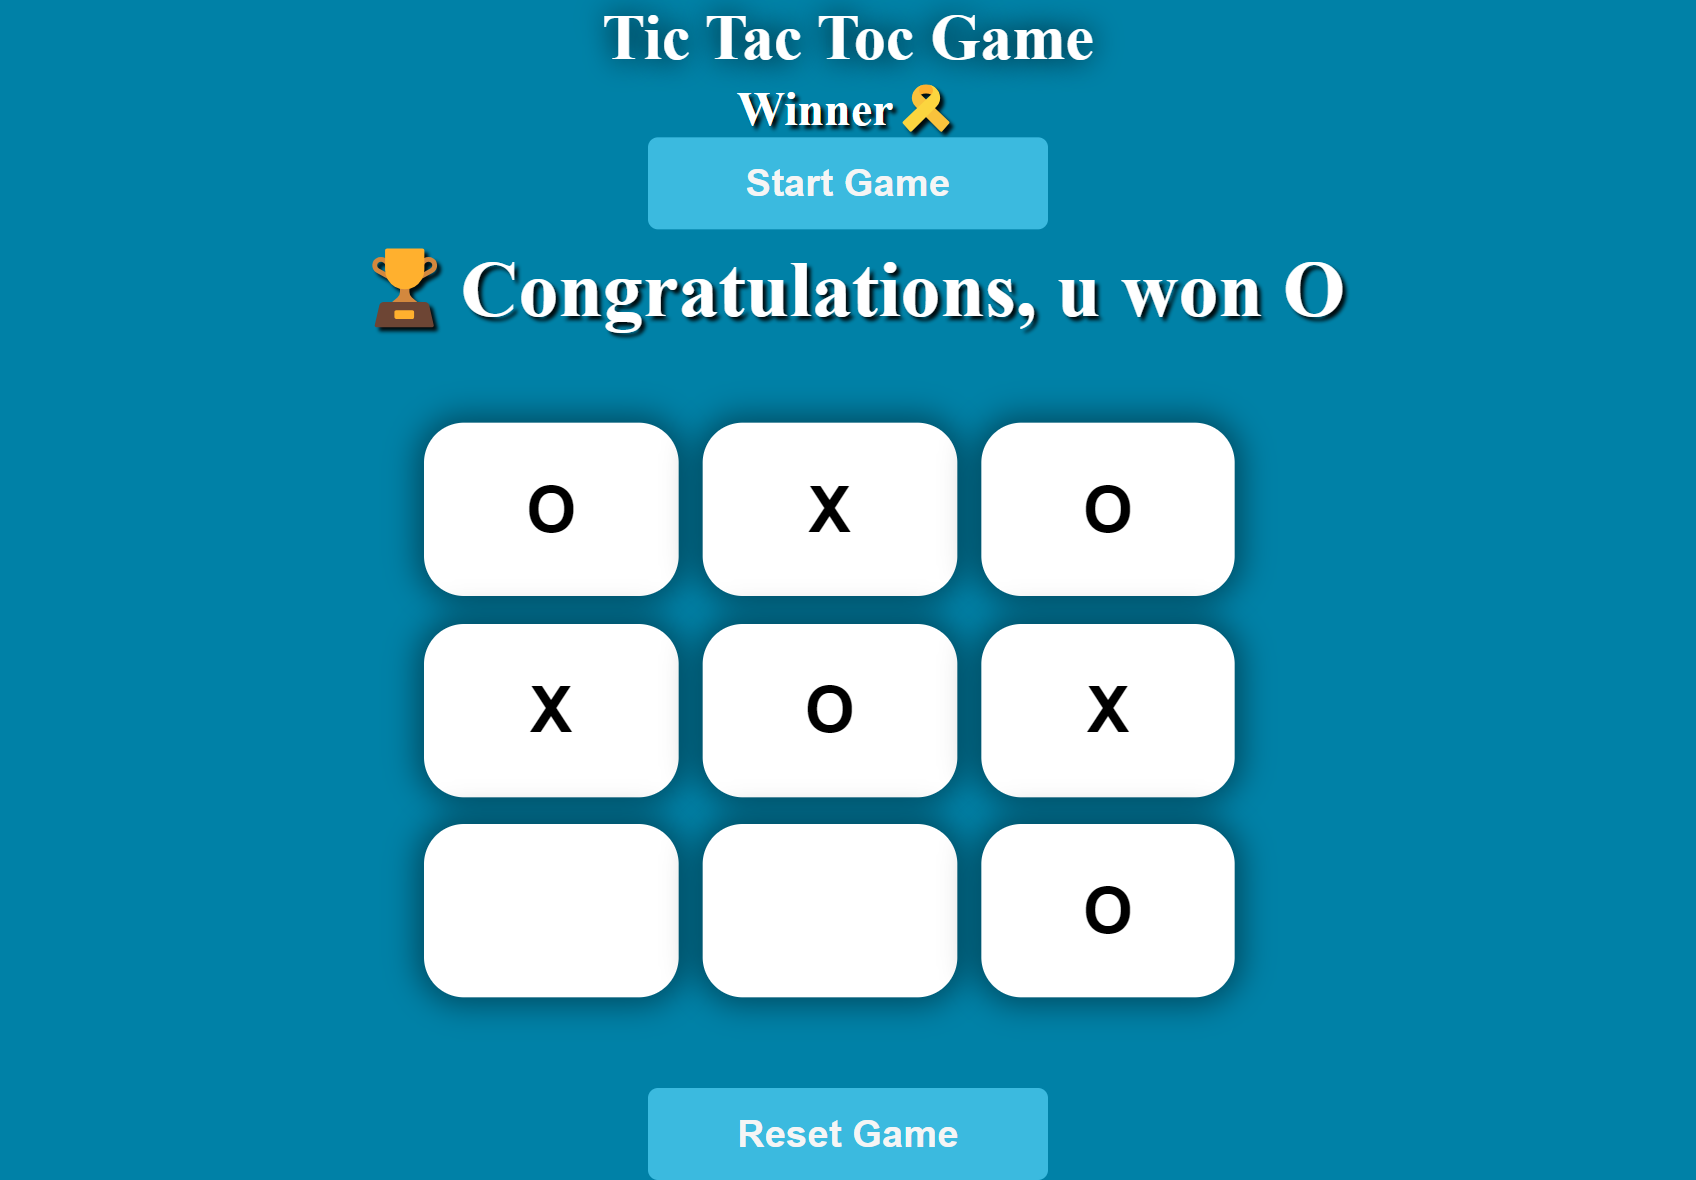 Tic Tac Toc Game
Winner🎗️
Start Game
🏆 Congratulations, u won O
O X O
X O X
O
Reset Game